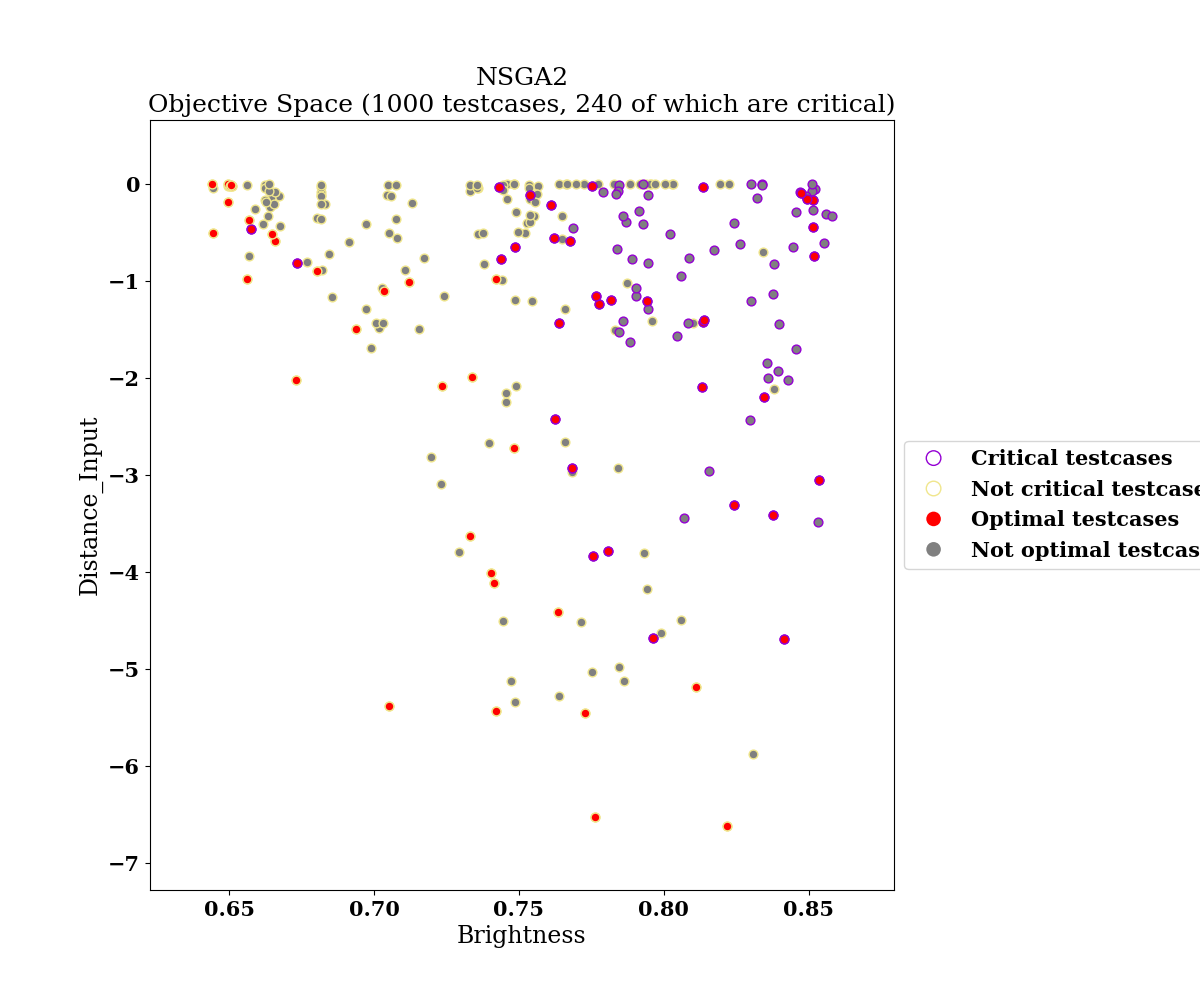 NSGA2
Objective Space (1000 testcases, 240 of which are critical)
0
−1
−2
−3
−4
−5
−6
−7
Distance_Input
0.65 0.70 0.75 0.80 0.85
Brightness
Critical testcases
Not critical testcase
Optimal testcases
Not optimal testcas